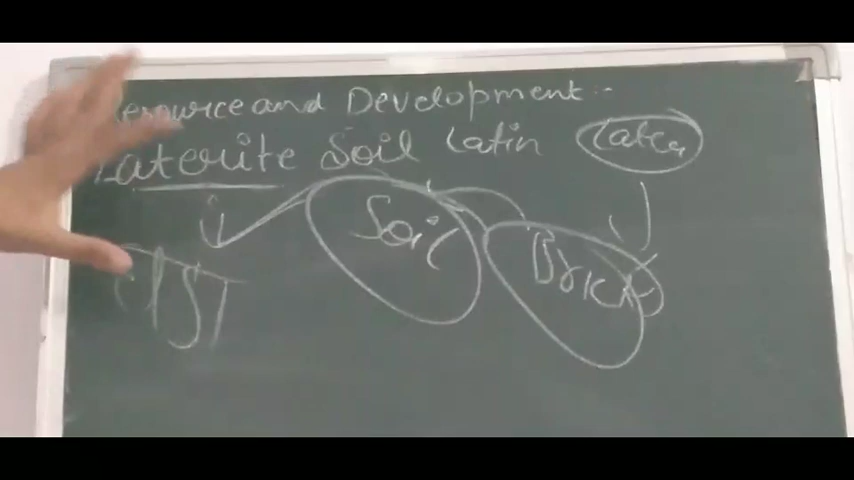 Resource and Development:-
Laterite Soil Latin Later
Soil
Brick